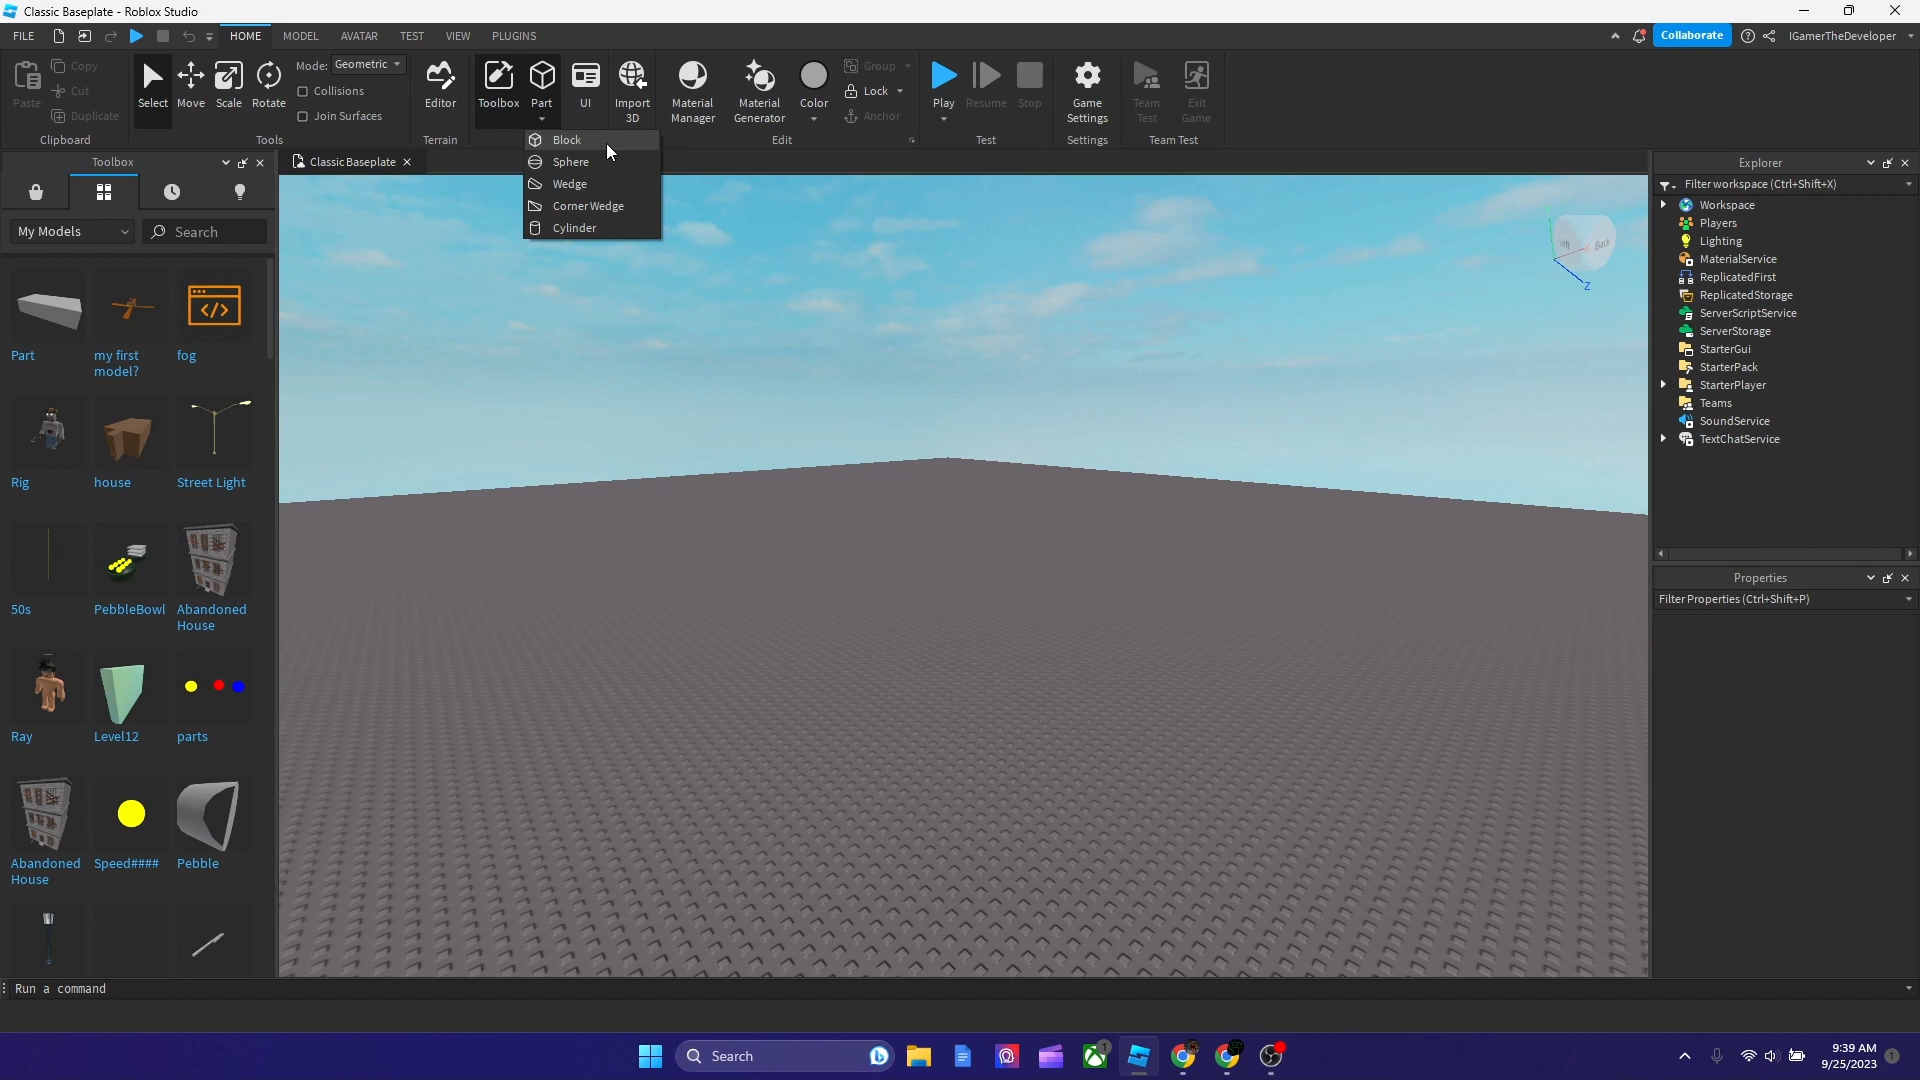 Classic Baseplate - Roblox Studio
FILE HOME MODEL AVATAR TEST VIEW PLUGINS Collaborate IGamerTheDeveloper
Paste Copy Cut Duplicate
Clipboard
Select Move Scale Rotate
Mode: Geometric
Collisions
Join Surfaces
Tools
Editor
Terrain
Toolbox Part UI Import 3D
Material Manager
Material Generator
Color
Group
Lock
Anchor
Edit
Play Resume Stop
Test
Game Settings
Settings
Team Test
Exit Game
Team Test
Block
Sphere
Wedge
CornerWedge
Cylinder
Toolbox
Classic Baseplate
My Models Search
Part my first model? fog
Rig house Street Light
50s PebbleBowl Abandoned House
Ray Level12 parts
Abandoned House Speed#### Pebble
Left Back
Z
Explorer
Filter workspace (Ctrl+Shift+X)
Workspace
Players
Lighting
MaterialService
ReplicatedFirst
ReplicatedStorage
ServerScriptService
ServerStorage
StarterGui
StarterPack
StarterPlayer
Teams
SoundService
TextChatService
Properties
Filter Properties (Ctrl+Shift+P)
Run a command
Search
1
9:39 AM
9/25/2023
1